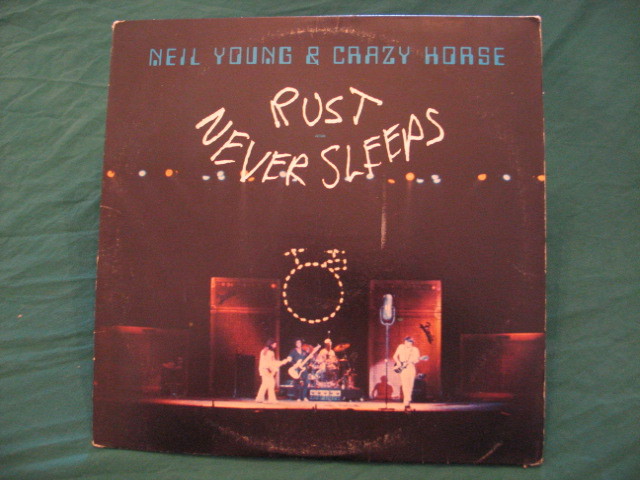 NEIL YOUNG & CRAZY HORSE
RUST
NEVER SLEEPS